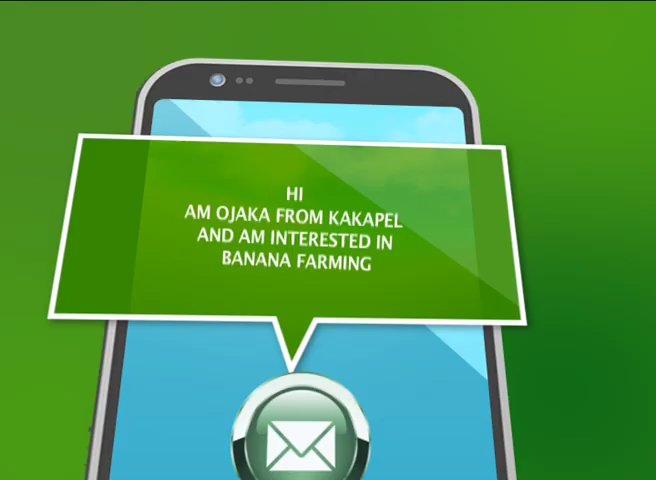 HI
AM OJAKA FROM KAKAPEL
AND AM INTERESTED IN
BANANA FARMING